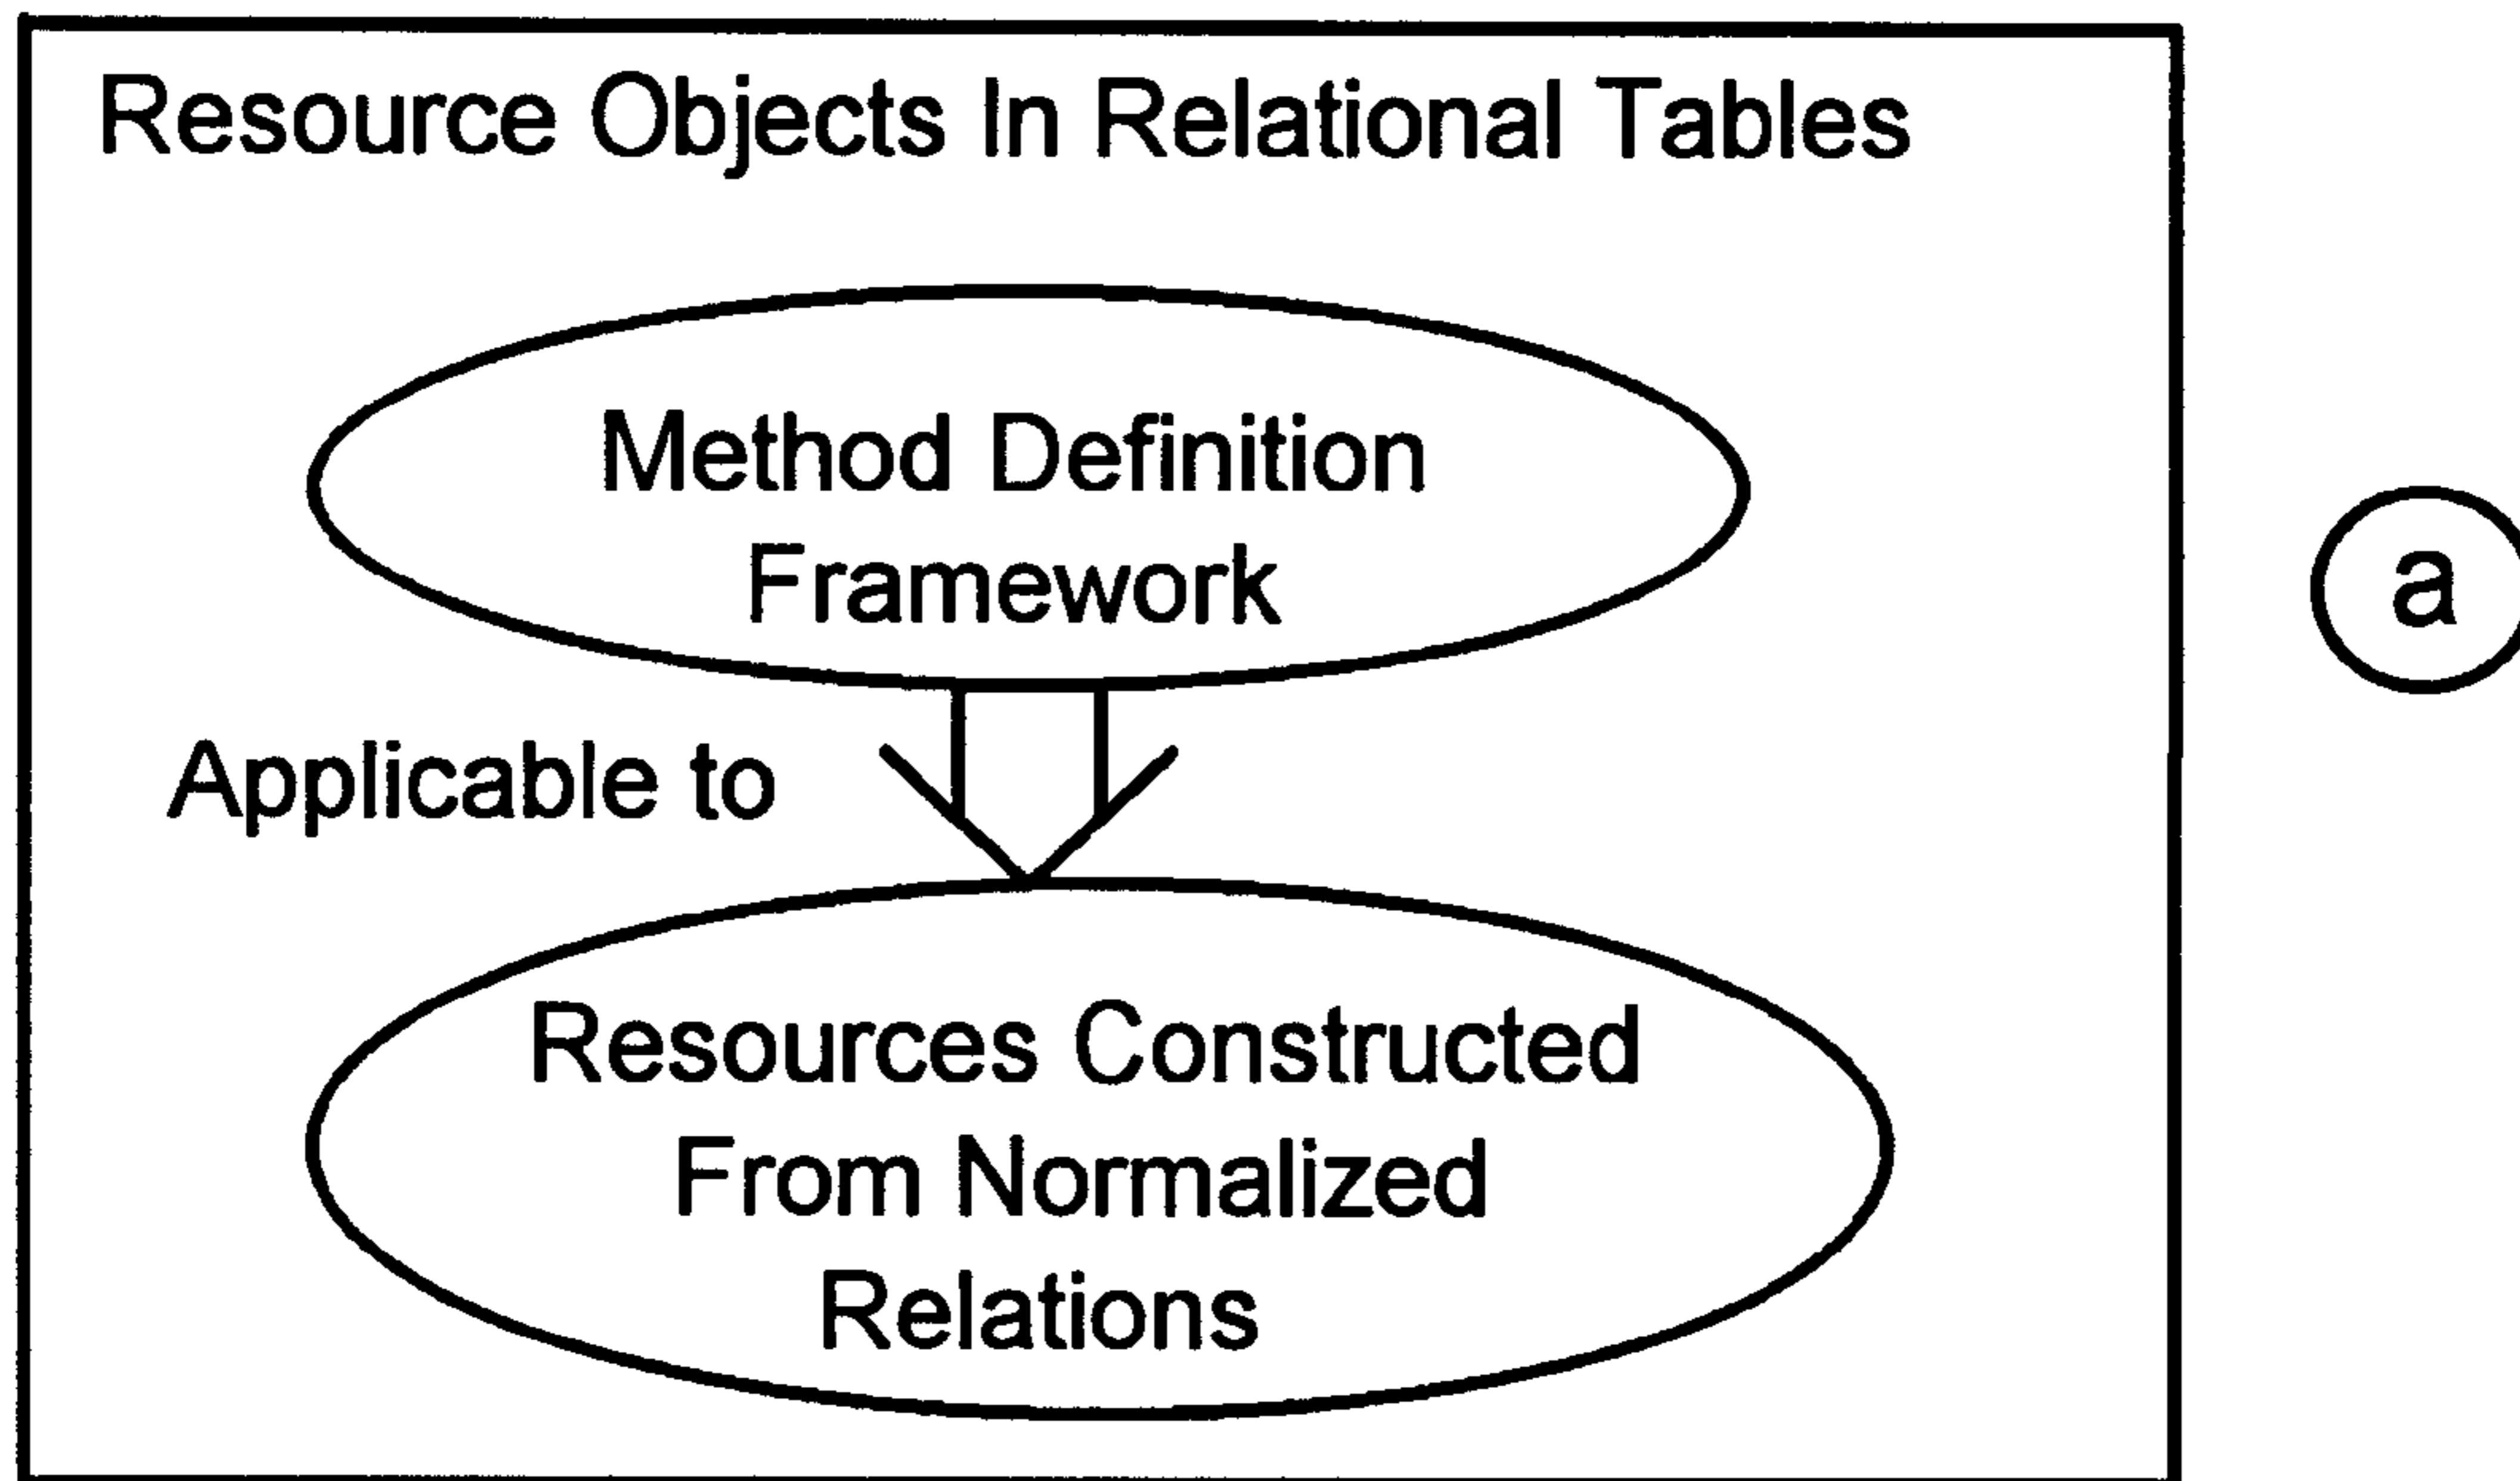 Resource Objects In Relational Tables
Method Definition
Framework
a
Applicable to
Resources Constructed
From Normalized
Relations